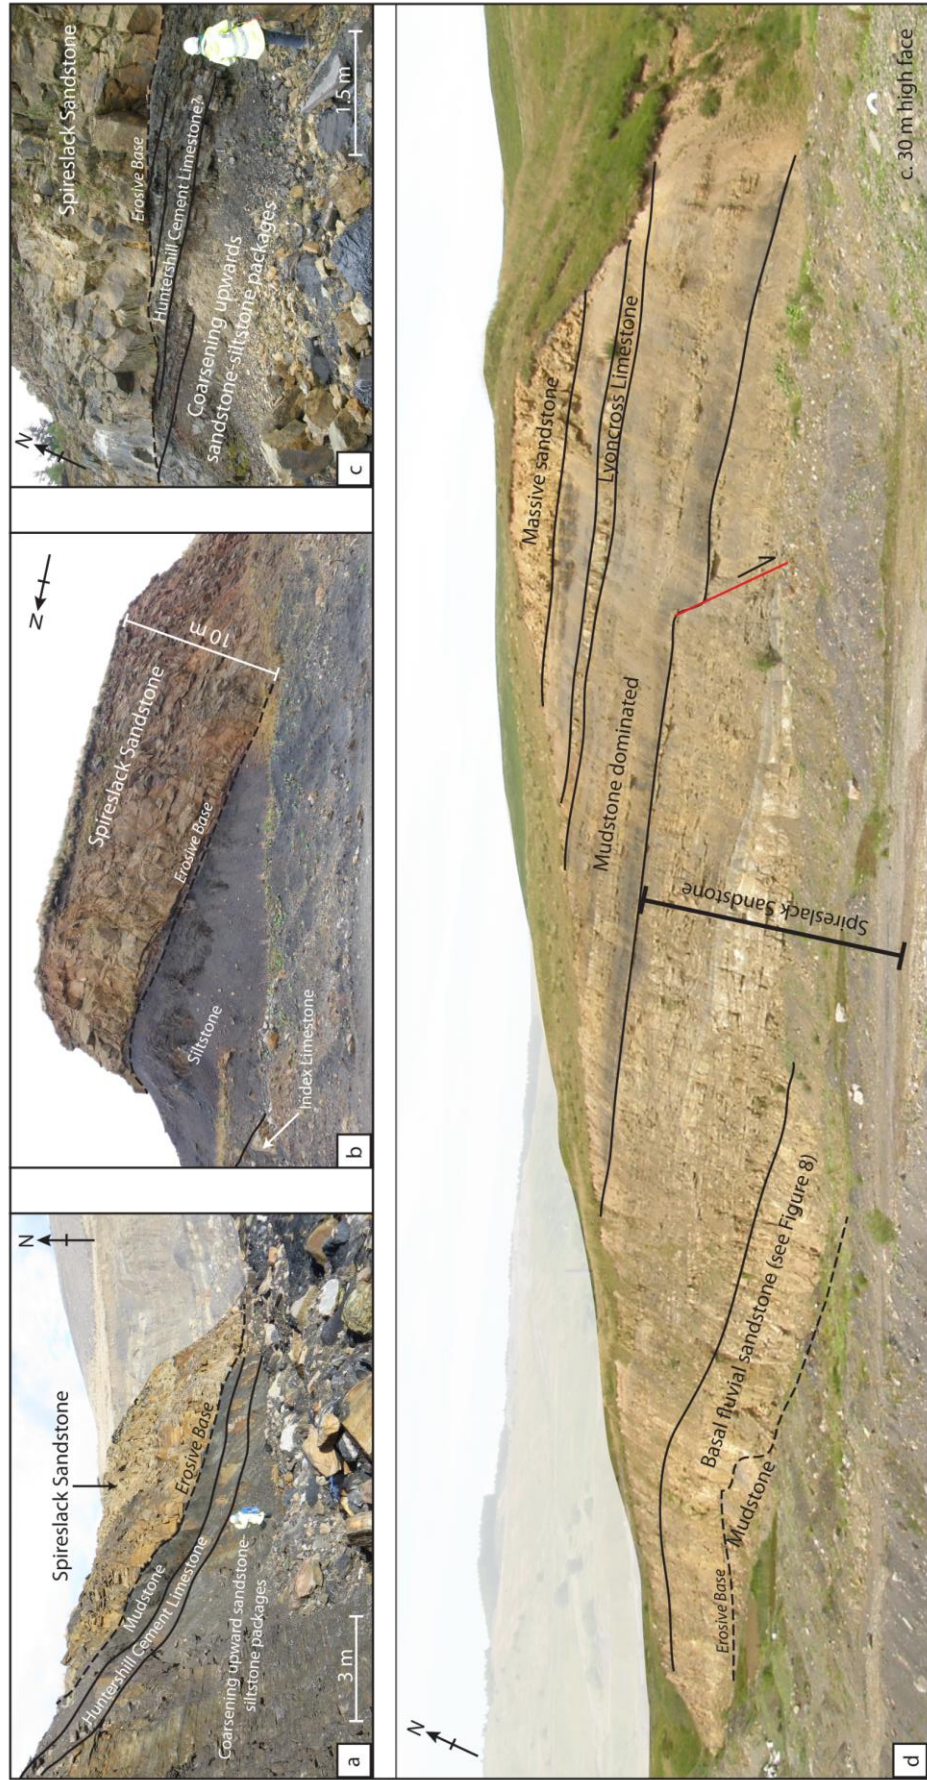 a
Spireslack Sandstone
N
Mudstone
Erosive Base
Huntershill Cement Limestone
Coarsening upward sandstone
siltstone packages
3 m
b
Spireslack Sandstone
N
10 m
Erosive Base
Siltstone
Index Limestone
c
N
Spireslack Sandstone
Erosive Base
Huntershill Cement Limestone?
Coarsening upwards
sandstone-siltstone packages
1.5 m
d
N
Massive sandstone
Lyoncross Limestone
Mudstone dominated
Spireslack Sandstone
Basal fluvial sandstone (see Figure 8)
Erosive Base
Mudstone
c. 30 m high face